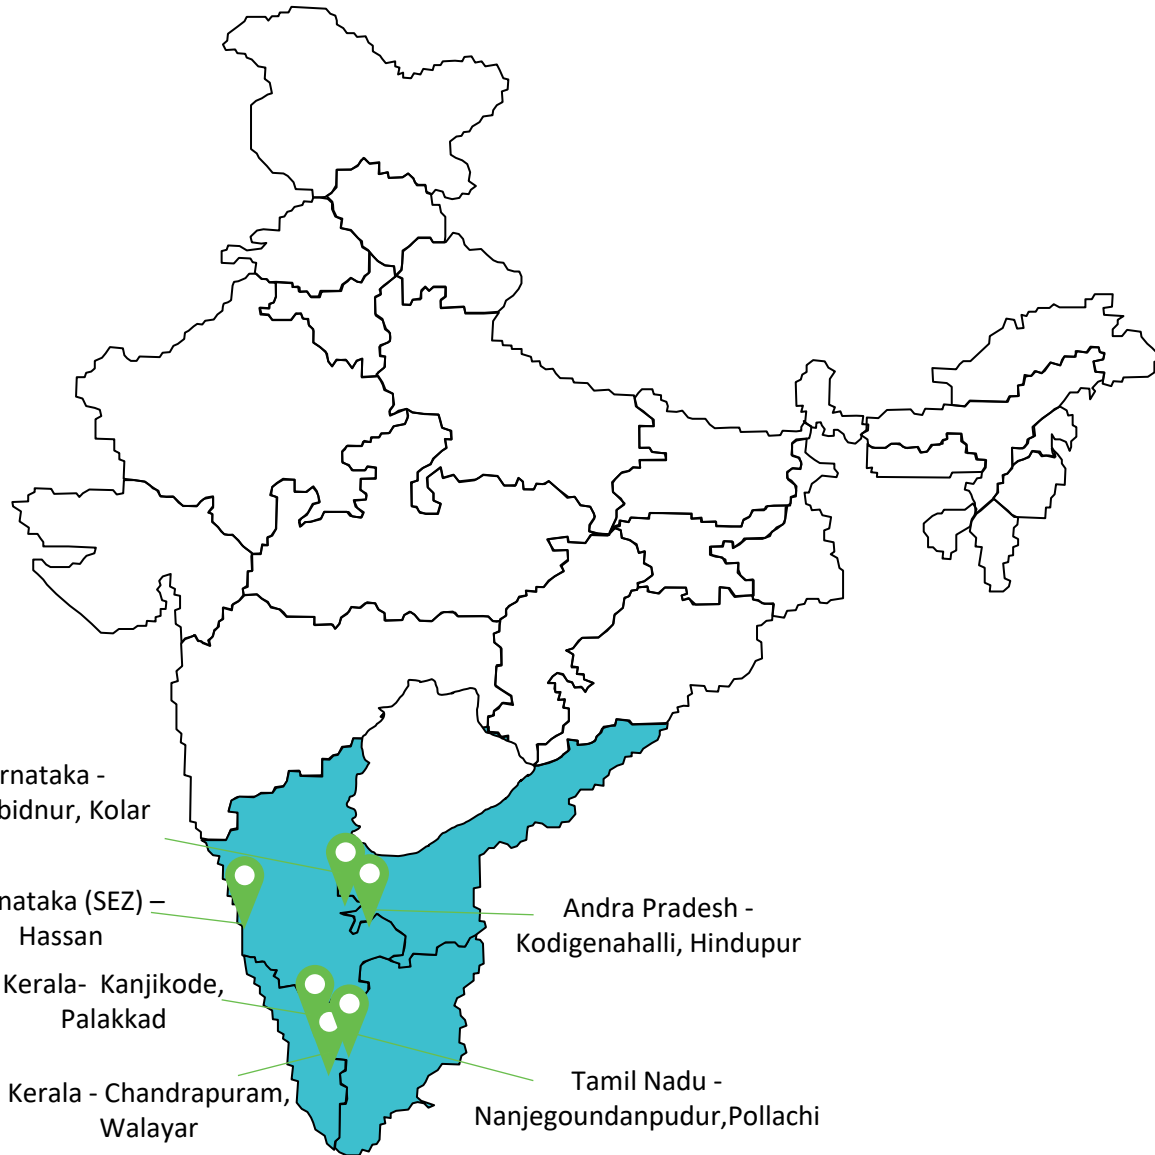 rnataka -
bidnur, Kolar
nataka (SEZ) –
Hassan
Andra Pradesh -
Kodigenahalli, Hindupur
Kerala-  Kanjikode,
Palakkad
Kerala - Chandrapuram,
Walayar
Tamil Nadu -
Nanjegoundanpudur,Pollachi